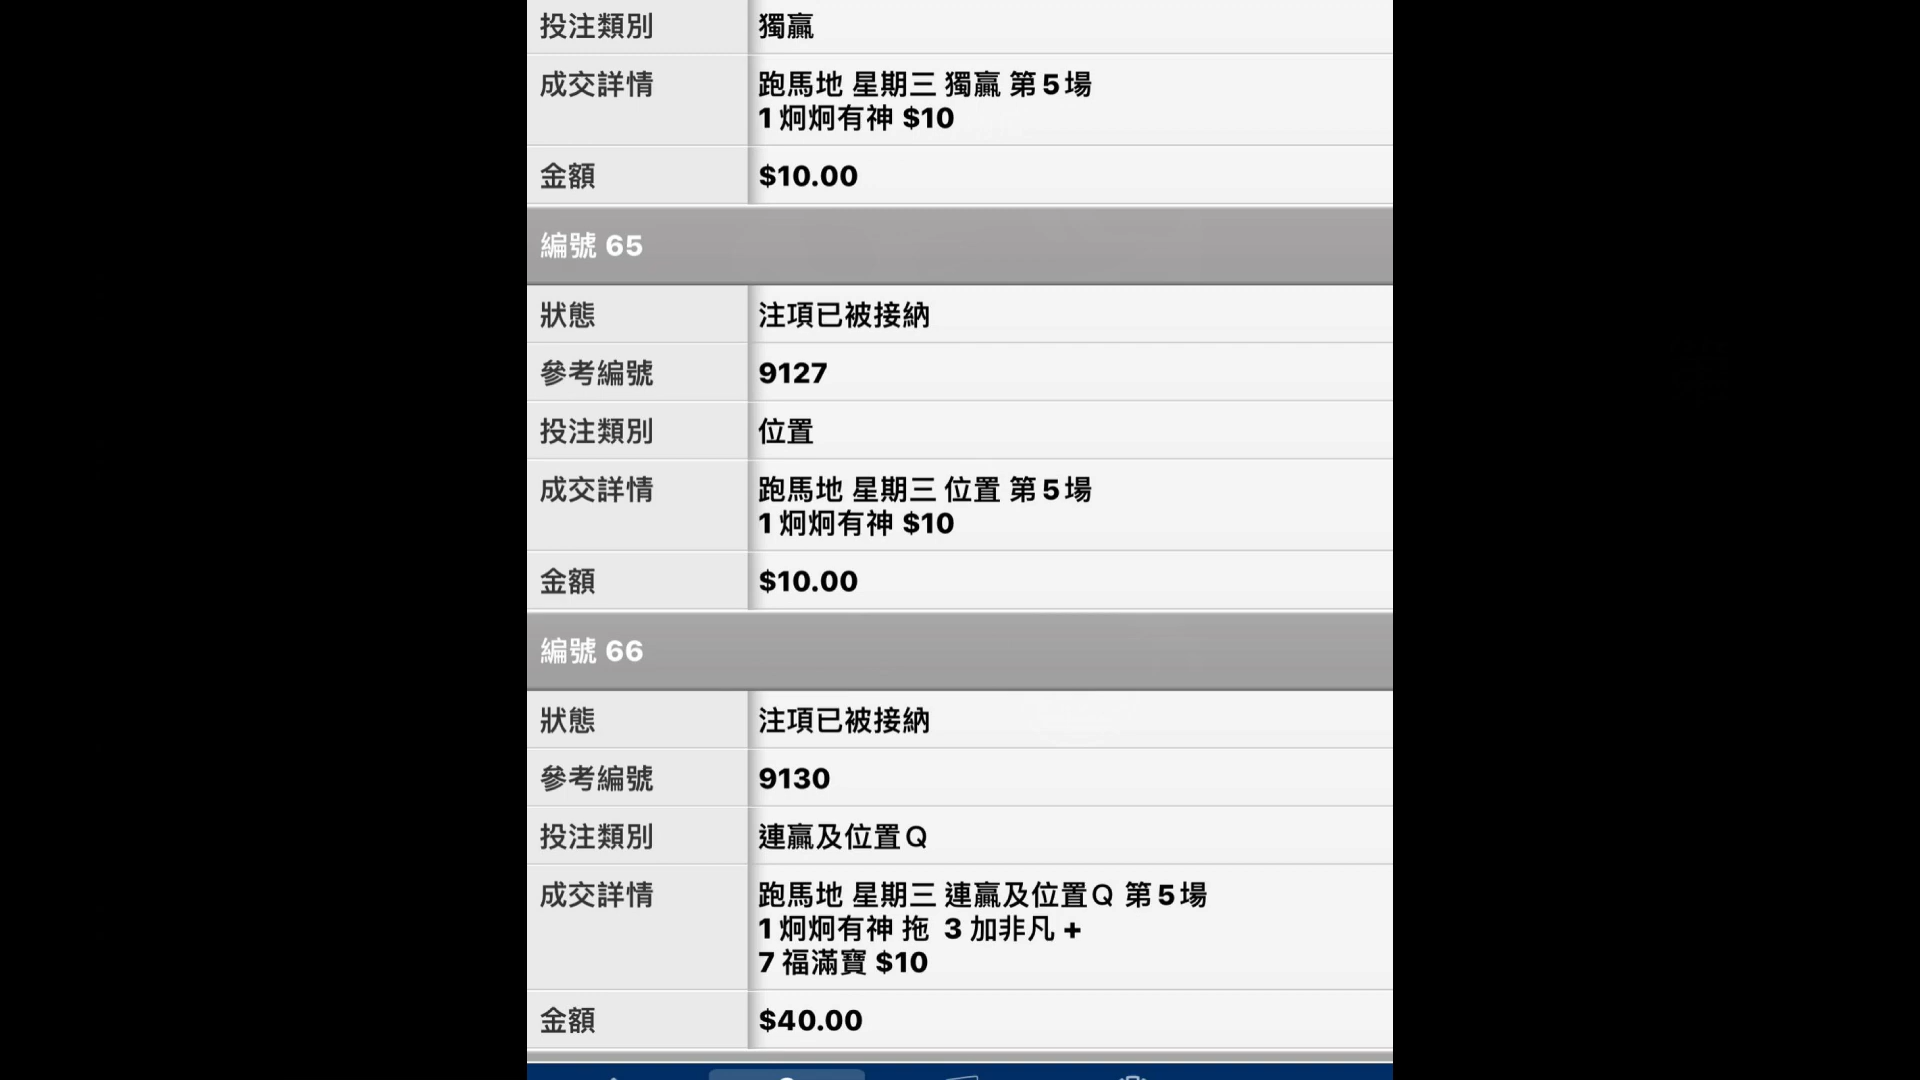 投注類別 獨贏
成交詳情 跑馬地 星期三 獨贏 第5場
1 炯炯有神 $10
金額 $10.00
編號 65
狀態 注項已被接納
參考編號 9127
投注類別 位置
成交詳情 跑馬地 星期三 位置 第5場
1 炯炯有神 $10
金額 $10.00
編號 66
狀態 注項已被接納
參考編號 9130
投注類別 連贏及位置Q
成交詳情 跑馬地 星期三 連贏及位置Q 第5場
1 炯炯有神 拖 3 加非凡 +
7 福滿寶 $10
金額 $40.00